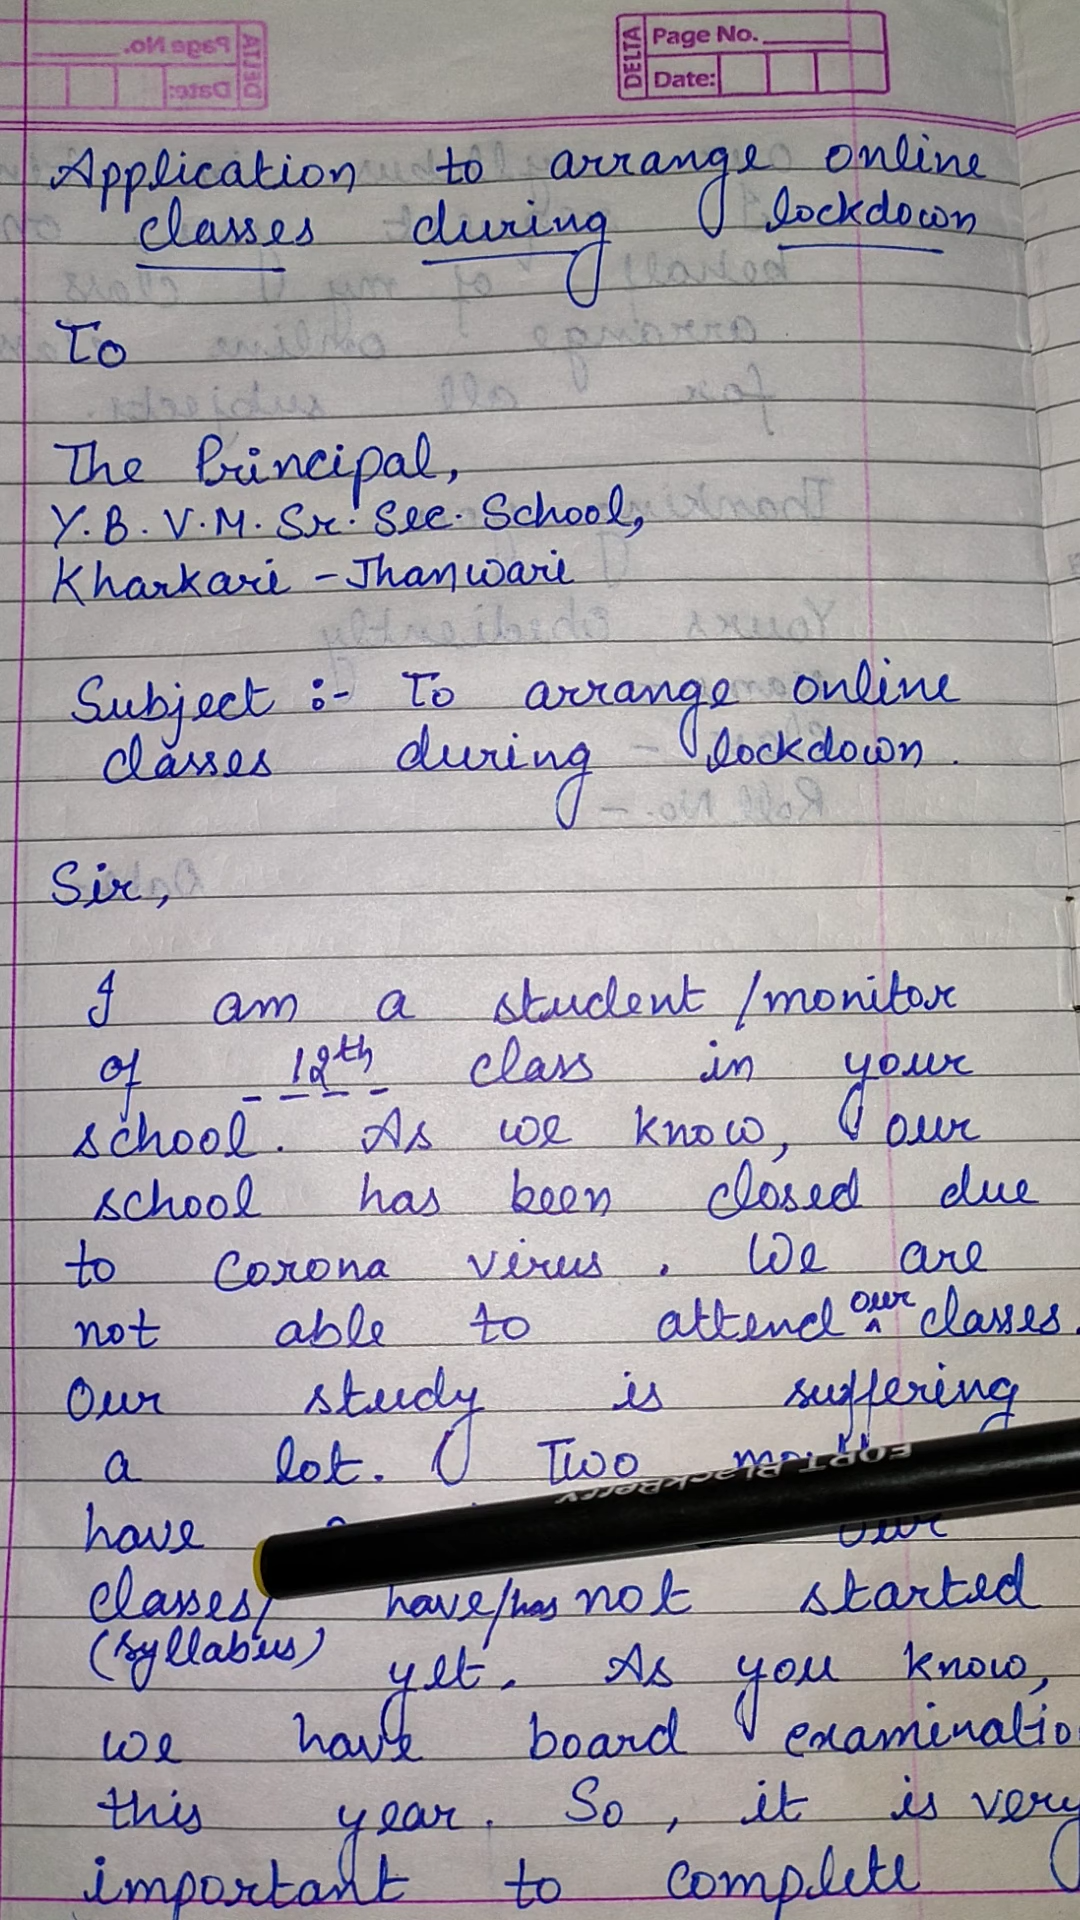 DELTA Page No.
Date:
Application to arrange online
classes during lockdown
To
The Principal,
Y.B.V.M. Sr. Sec. School,
Kharkari - Jhanwari
Subject :- To arrange online
classes during lockdown.
Sir,
I am a student/monitor
of 12th class in your
school. As we know, our
school has been closed due
to corona virus. We are
not able to attend our classes.
Our study is suffering
a lot. Two
have our
classes/ have/has not started
(syllabus) yet. As you know,
we have board examinatio
this year. So, it is very
important to complete